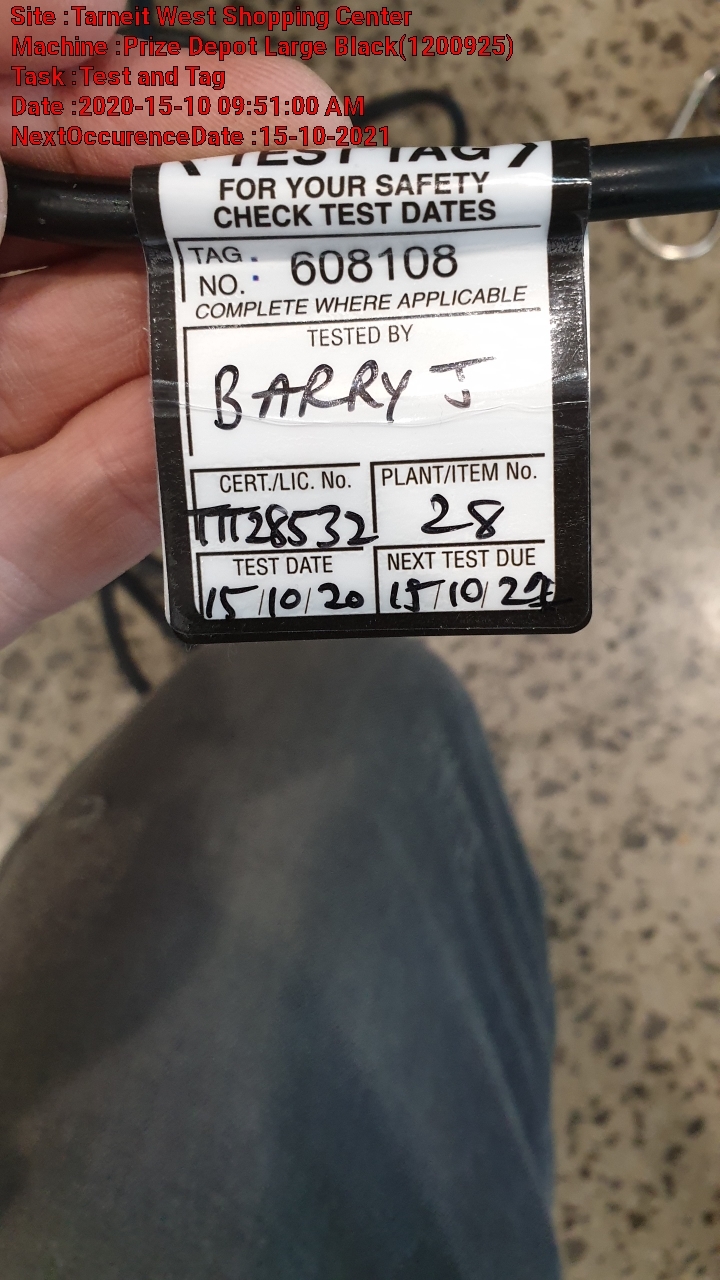 Site :Tarneit West Shopping Center
Machine :Prize Depot Large Black(1200925)
Task :Test and Tag
Date :2020-15-10 09:51:00 AM
NextOccurenceDate :15-10-2021
TEST TAG
FOR YOUR SAFETY
CHECK TEST DATES
TAG NO. : 608108
COMPLETE WHERE APPLICABLE
TESTED BY
BARRY J
CERT./LIC. No. PLANT/ITEM No.
TTT28532 28
TEST DATE NEXT TEST DUE
15/10/20 15/10/